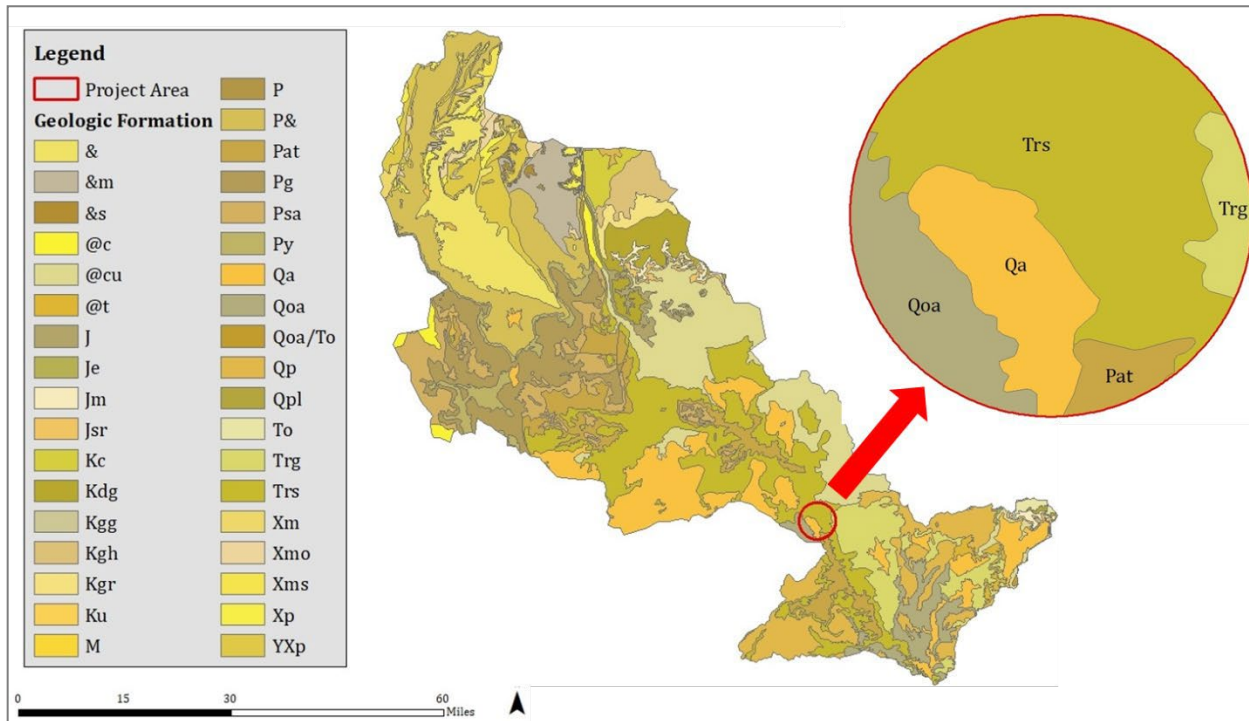 Legend
Project Area
Geologic Formation
&
&m
&s
@c
@cu
@t
J
Je
Jm
Jsr
Kc
Kdg
Kgg
Kgh
Kgr
Ku
M
P
P&
Pat
Pg
Psa
Py
Qa
Qoa
Qoa/To
Qp
Qpl
To
Trg
Trs
Xm
Xmo
Xms
Xp
YXp
Trs
Trg
Qa
Qoa
Pat
0 15 30 60
Miles